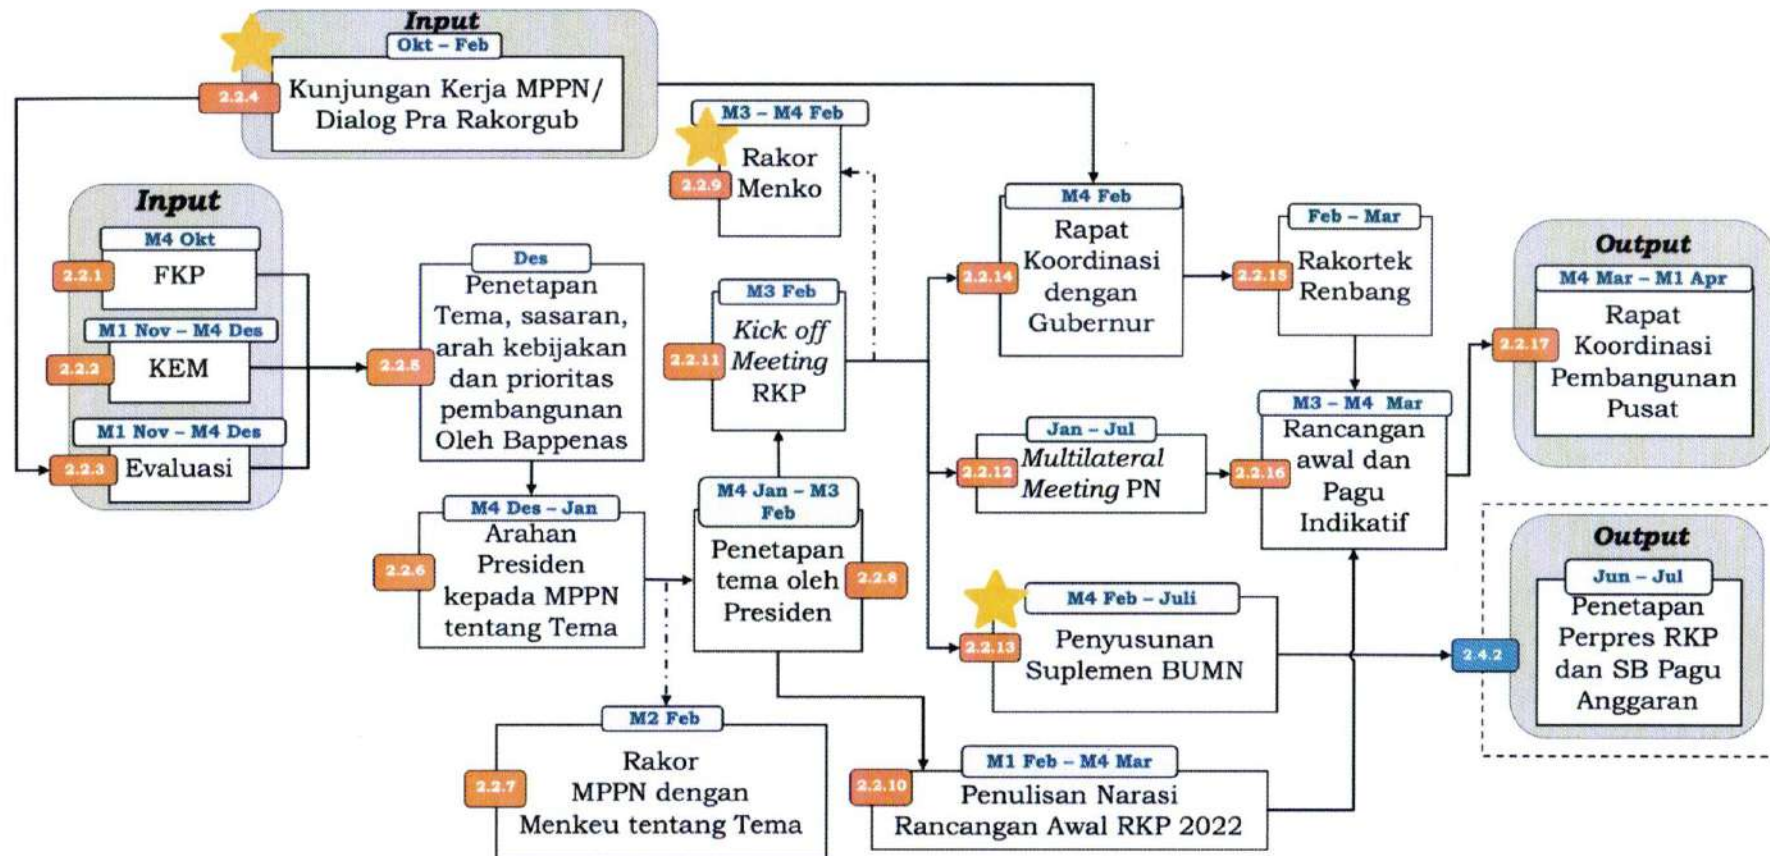 Input
Okt – Feb
2.2.4
Kunjungan Kerja MPPN/
Dialog Pra Rakorgub
Input
M4 Okt
2.2.1
FKP
M1 Nov – M4 Des
2.2.2
KEM
M1 Nov – M4 Des
2.2.3
Evaluasi
Des
2.2.5
Penetapan
Tema, sasaran,
arah kebijakan
dan prioritas
pembangunan
Oleh Bappenas
M4 Des – Jan
2.2.6
Arahan
Presiden
kepada MPPN
tentang Tema
M2 Feb
2.2.7
Rakor
MPPN dengan
Menkeu tentang Tema
M4 Jan – M3
Feb
Penetapan
tema oleh
Presiden
2.2.8
M3 – M4 Feb
2.2.9
Rakor
Menko
M1 Feb – M4 Mar
2.2.10
Penulisan Narasi
Rancangan Awal RKP 2022
M3 Feb
2.2.11
Kick off
Meeting
RKP
Jan – Jul
2.2.12
Multilateral
Meeting PN
M4 Feb – Juli
2.2.13
Penyusunan
Suplemen BUMN
M4 Feb
2.2.14
Rapat
Koordinasi
dengan
Gubernur
Feb – Mar
2.2.15
Rakortek
Renbang
M3 – M4 Mar
2.2.16
Rancangan
awal dan
Pagu
Indikatif
Output
M4 Mar – M1 Apr
2.2.17
Rapat
Koordinasi
Pembangunan
Pusat
Output
Jun – Jul
2.4.2
Penetapan
Perpres RKP
dan SB Pagu
Anggaran